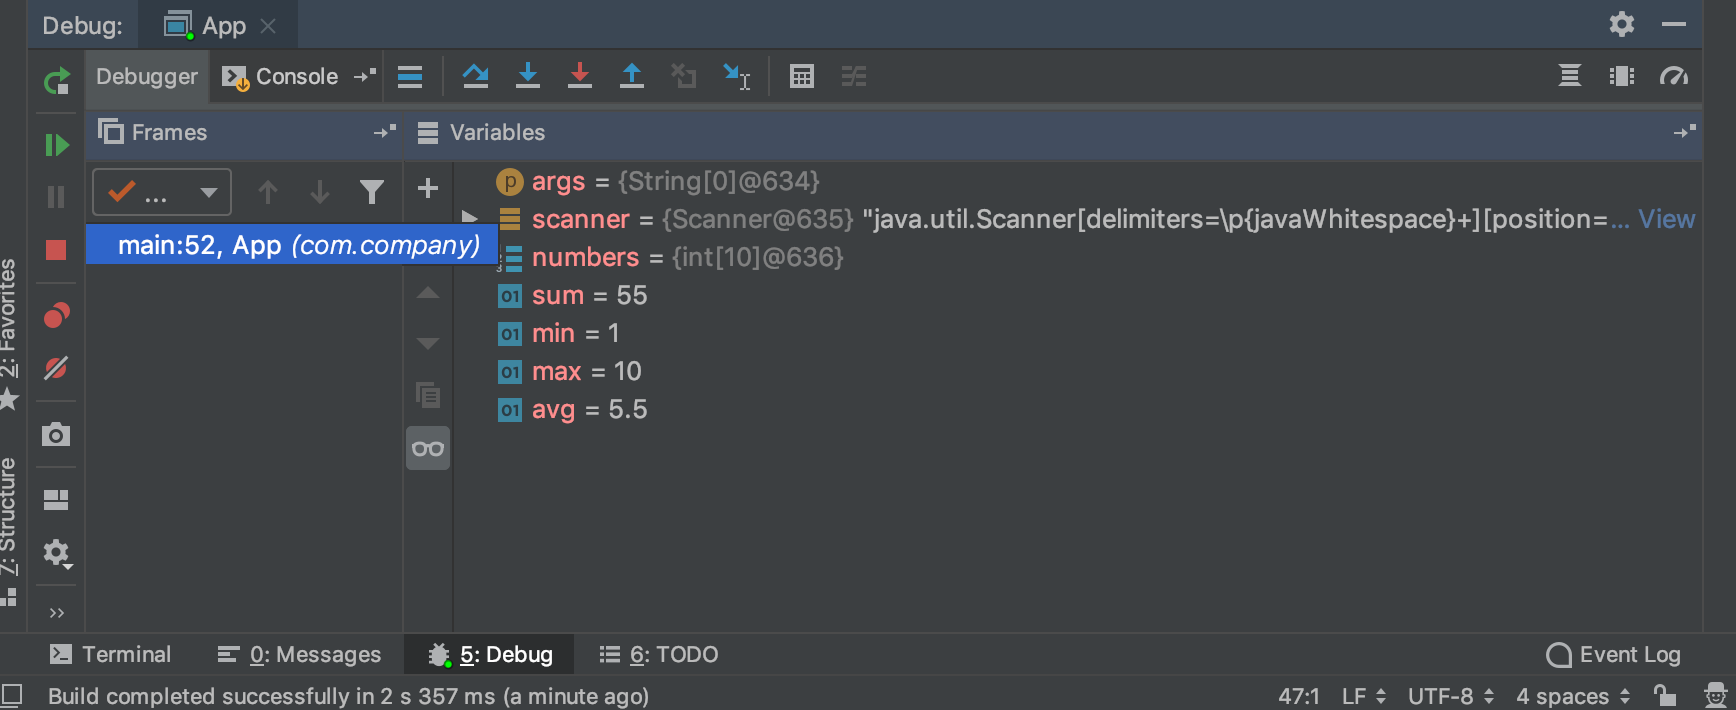 Debug: App
Debugger Console
Frames Variables
...
main:52, App (com.company)
p args = {String[0]@634}
scanner = {Scanner@635} "java.util.Scanner[delimiters=\p{javaWhitespace}+][position=... View
numbers = {int[10]@636}
01 sum = 55
01 min = 1
01 max = 10
01 avg = 5.5
2: Favorites
7: Structure
Terminal 0: Messages 5: Debug 6: TODO Event Log
Build completed successfully in 2 s 357 ms (a minute ago) 47:1 LF UTF-8 4 spaces